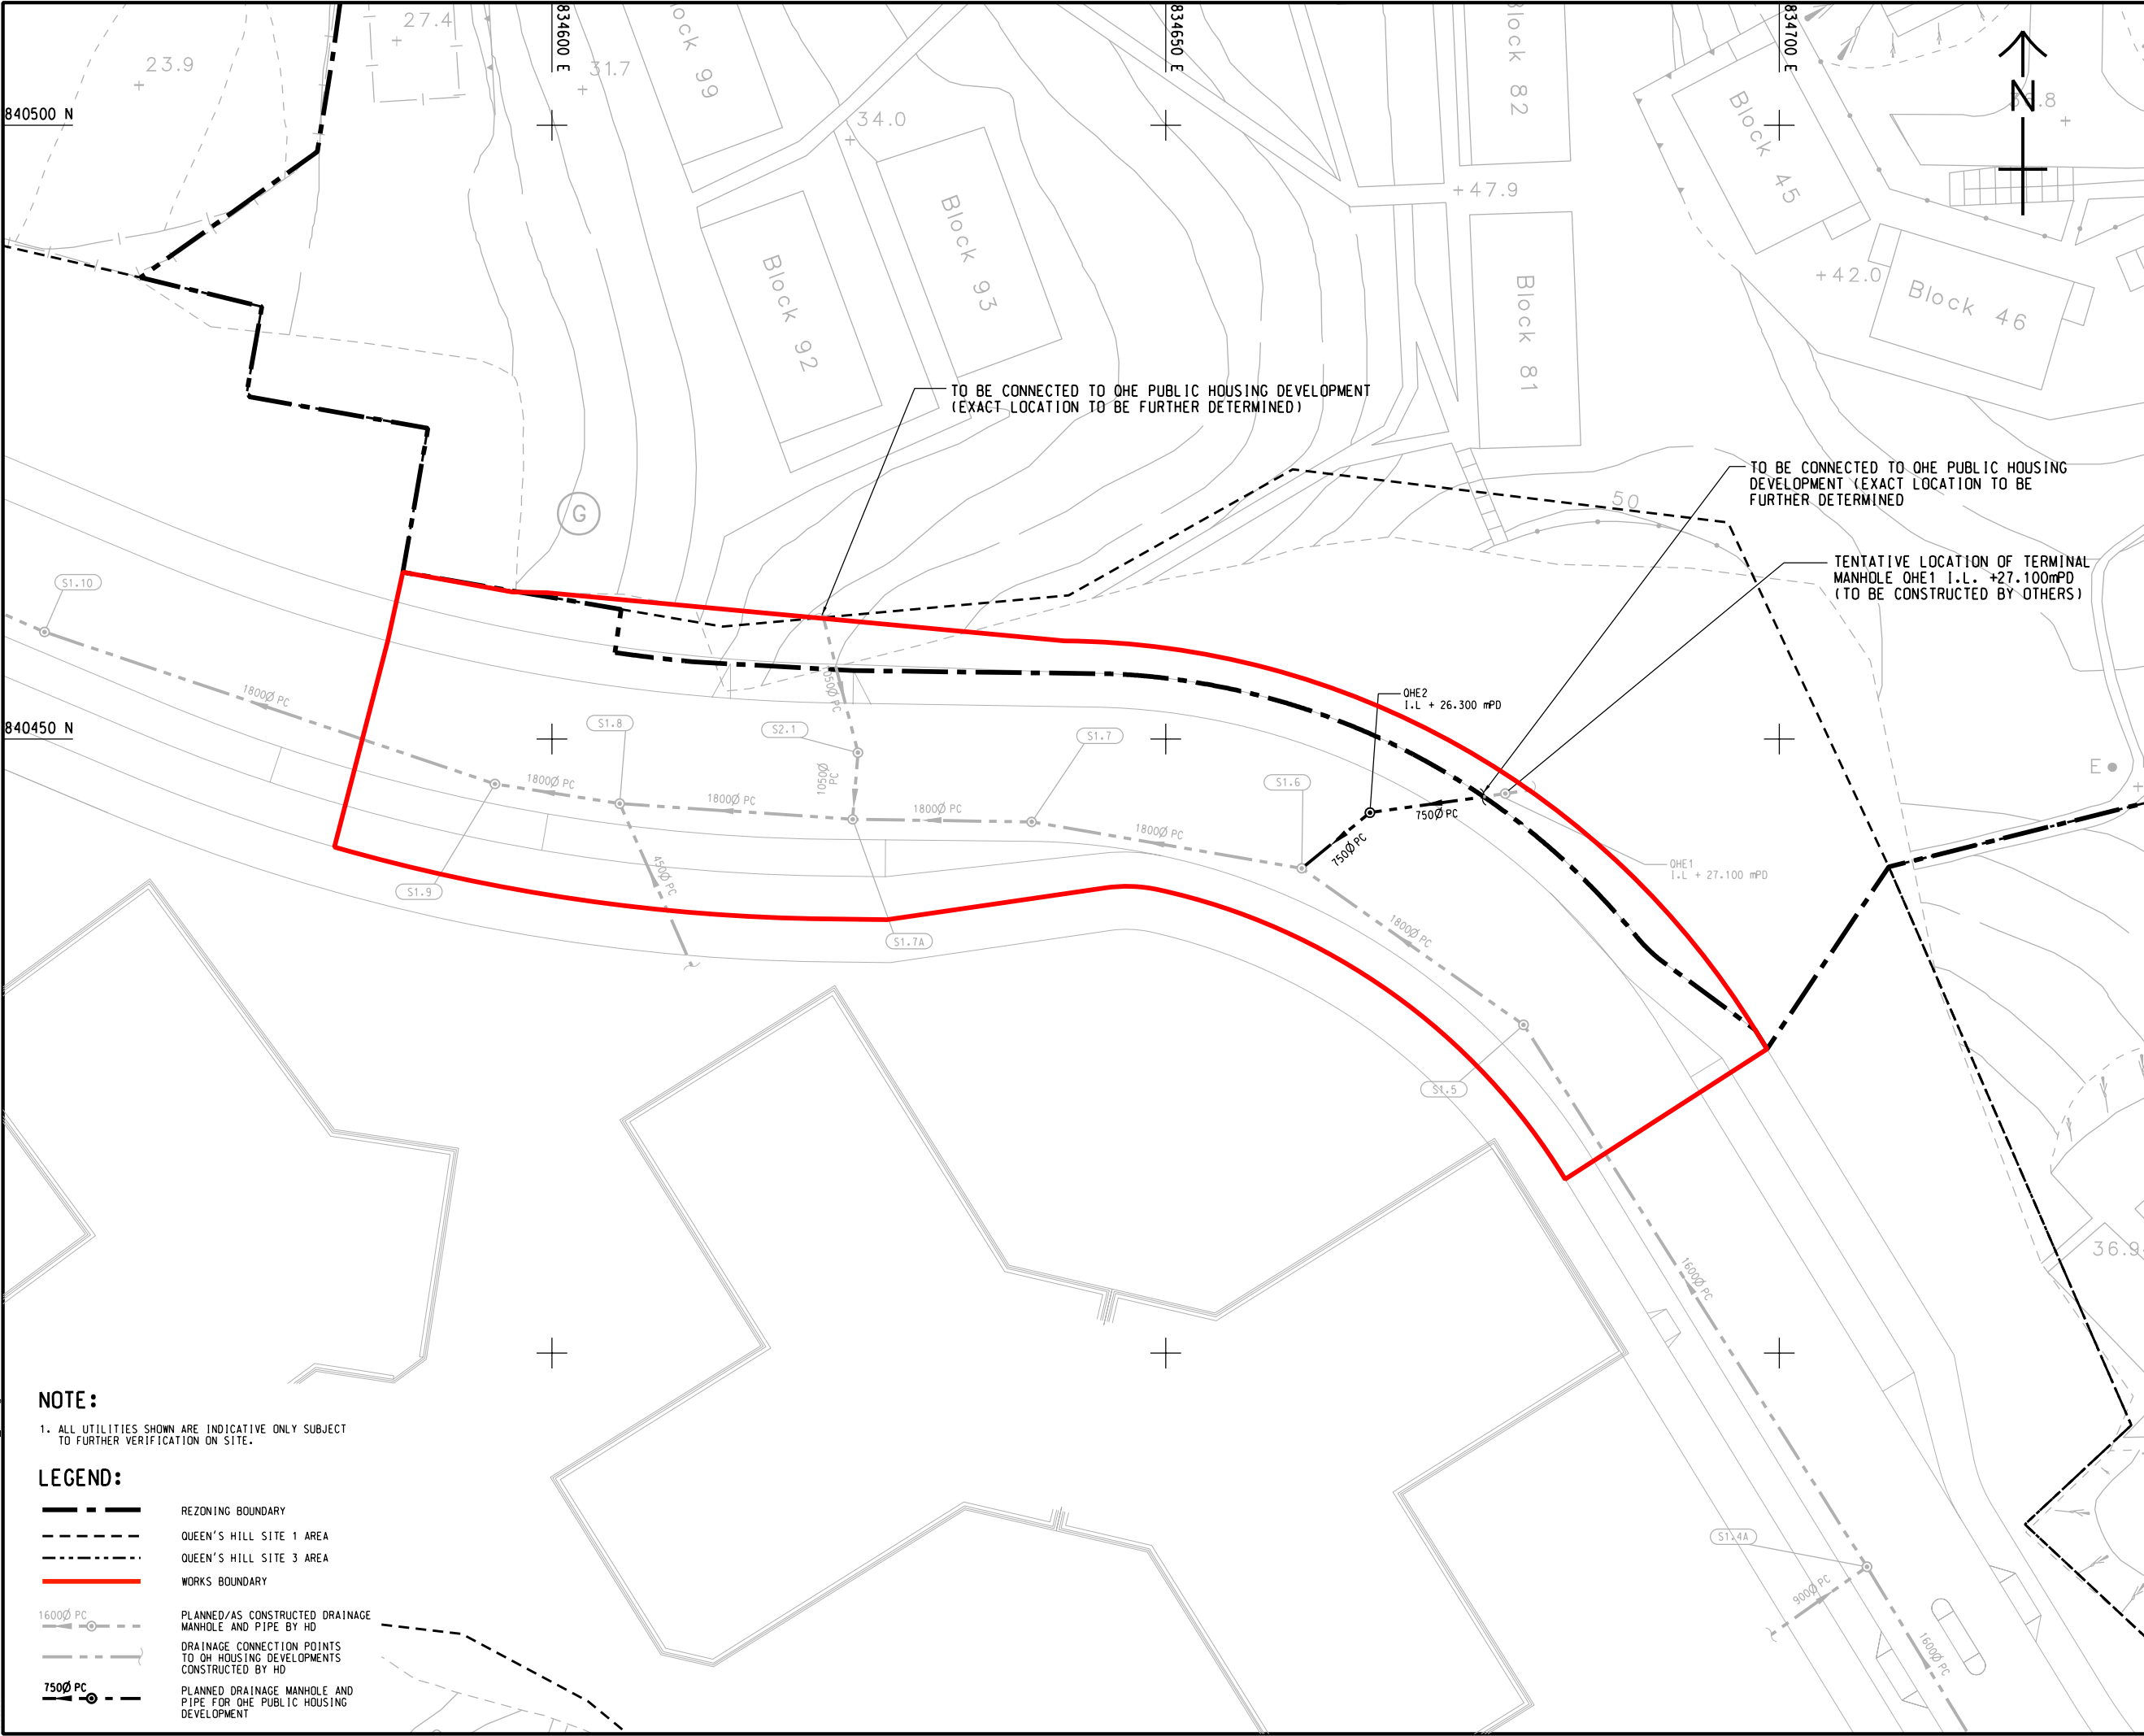 27.4
834600 E
834650 E
834700 E
Block 82
23.9
31.7
N
Block 45
840500 N
34.0
+47.9
Block 93
+42.0
Block 92
Block 81
Block 46
TO BE CONNECTED TO QHE PUBLIC HOUSING DEVELOPMENT
(EXACT LOCATION TO BE FURTHER DETERMINED)
TO BE CONNECTED TO QHE PUBLIC HOUSING
DEVELOPMENT (EXACT LOCATION TO BE
FURTHER DETERMINED
50
G
TENTATIVE LOCATION OF TERMINAL
MANHOLE QHE1 I.L. +27.100mPD
(TO BE CONSTRUCTED BY OTHERS)
S1.10
1800Ø PC
QHE2
I.L + 26.300 mPD
840450 N
S1.8
S2.1
S1.7
E
1800Ø PC
1050Ø
PC
S1.6
1800Ø PC
1800Ø PC
750Ø PC
1800Ø PC
750Ø PC
450Ø PC
QHE1
I.L + 27.100 mPD
S1.9
S1.7A
1800Ø PC
S1.5
1600Ø PC
36.9
NOTE:
1. ALL UTILITIES SHOWN ARE INDICATIVE ONLY SUBJECT
TO FURTHER VERIFICATION ON SITE.
LEGEND:
REZONING BOUNDARY
QUEEN'S HILL SITE 1 AREA
QUEEN'S HILL SITE 3 AREA
WORKS BOUNDARY
1600Ø PC
PLANNED/AS CONSTRUCTED DRAINAGE
MANHOLE AND PIPE BY HD
DRAINAGE CONNECTION POINTS
TO QH HOUSING DEVELOPMENTS
CONSTRUCTED BY HD
750Ø PC
PLANNED DRAINAGE MANHOLE AND
PIPE FOR QHE PUBLIC HOUSING
DEVELOPMENT
S1.4A
900Ø PC
1600Ø PC